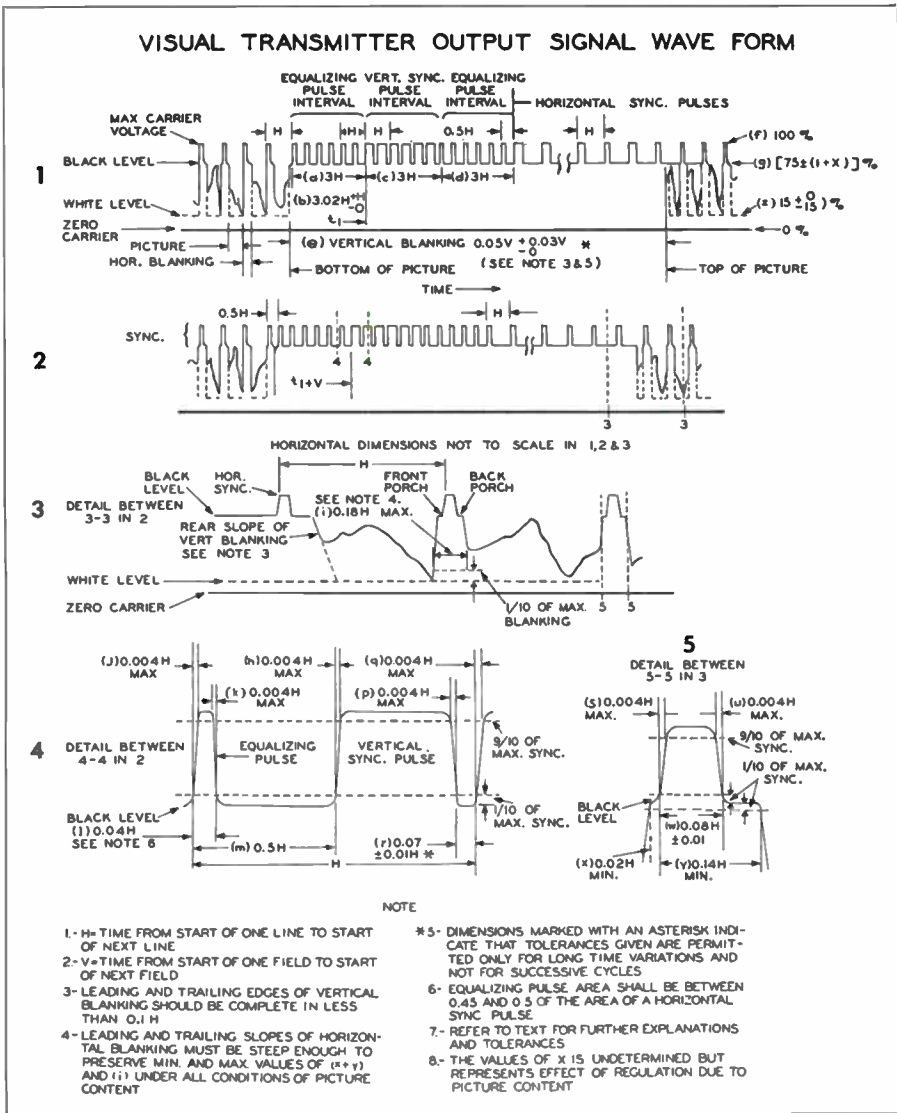 VISUAL TRANSMITTER OUTPUT SIGNAL WAVE FORM
EQUALIZING VERT. SYNC. EQUALIZING
PULSE PULSE PULSE
INTERVAL INTERVAL INTERVAL
HORIZONTAL SYNC. PULSES
MAX CARRIER
VOLTAGE
H
H
H
0.5H
H
(f) 100 %
BLACK LEVEL
(g) [75±(1+X)] %
1
(a)3H
(c)3H
(d)3H
(b)3.02H +H -0
WHITE LEVEL
(z) 15 ± 0 15) %
t1
ZERO
CARRIER
0 %
PICTURE
(e) VERTICAL BLANKING 0.05V +0.03V -0 *
HOR. BLANKING
BOTTOM OF PICTURE
(SEE NOTE 3&5)
TOP OF PICTURE
TIME
0.5H
H
SYNC.
2
4
4
t1+V
3
3
HORIZONTAL DIMENSIONS NOT TO SCALE IN 1,2 & 3
H
BLACK
LEVEL
HOR.
SYNC.
FRONT
PORCH
BACK
PORCH
3
DETAIL BETWEEN
3-3 IN 2
SEE NOTE 4.
(i)0.18H MAX.
REAR SLOPE OF
VERT BLANKING
SEE NOTE 3
WHITE LEVEL
ZERO CARRIER
1/10 OF MAX.
BLANKING
5
5
(J)0.004H
MAX
(h)0.004H
MAX
(q)0.004H
MAX
(k)0.004H
MAX
(p)0.004H
MAX
4
DETAIL BETWEEN
4-4 IN 2
EQUALIZING
PULSE
VERTICAL
SYNC. PULSE
9/10 OF
MAX. SYNC.
BLACK LEVEL
(l)0.04H
SEE NOTE 6
(m) 0.5H
(r)0.07
±0.01H *
1/10 OF
MAX. SYNC.
H
5
DETAIL BETWEEN
5-5 IN 3
(S)0.004H
MAX.
(u)0.004H
MAX.
9/10 OF MAX.
SYNC.
1/10 OF MAX.
SYNC.
BLACK
LEVEL
(w)0.08H
±0.01
(x)0.02H
MIN.
(y)0.14H
MIN.
NOTE
1.- H= TIME FROM START OF ONE LINE TO START
OF NEXT LINE
2.- V=TIME FROM START OF ONE FIELD TO START
OF NEXT FIELD
3- LEADING AND TRAILING EDGES OF VERTICAL
BLANKING SHOULD BE COMPLETE IN LESS
THAN 0.1 H
4- LEADING AND TRAILING SLOPES OF HORIZON-
TAL BLANKING MUST BE STEEP ENOUGH TO
PRESERVE MIN. AND MAX. VALUES OF (x+y)
AND (i) UNDER ALL CONDITIONS OF PICTURE
CONTENT
*5- DIMENSIONS MARKED WITH AN ASTERISK INDI-
CATE THAT TOLERANCES GIVEN ARE PERMIT-
TED ONLY FOR LONG TIME VARIATIONS AND
NOT FOR SUCCESSIVE CYCLES
6- EQUALIZING PULSE AREA SHALL BE BETWEEN
0.45 AND 0 5 OF THE AREA OF A HORIZONTAL
SYNC PULSE
7.- REFER TO TEXT FOR FURTHER EXPLANATIONS
AND TOLERANCES
8.- THE VALUES OF X IS UNDETERMINED BUT
REPRESENTS EFFECT OF REGULATION DUE TO
PICTURE CONTENT